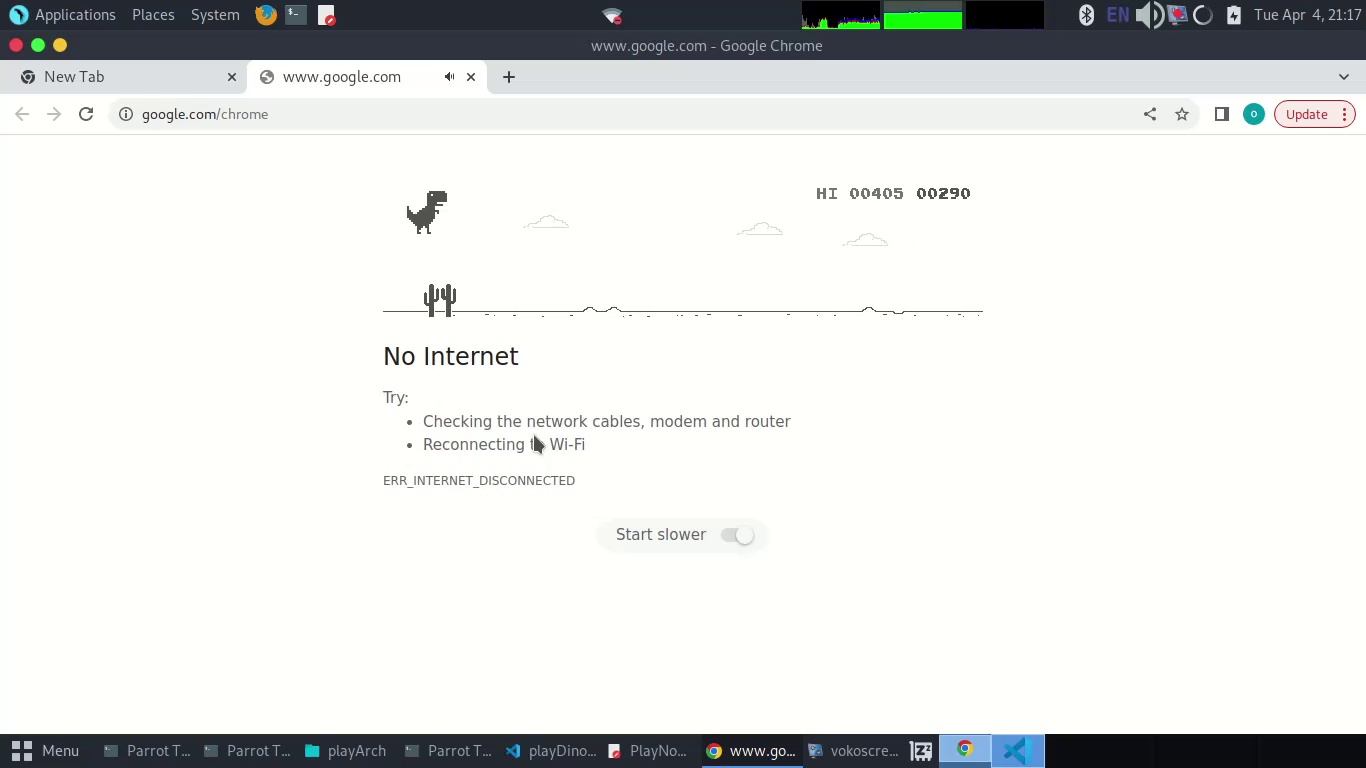 Applications Places System EN Tue Apr 4, 21:17
www.google.com - Google Chrome
New Tab www.google.com
google.com/chrome O Update
HI 00405 00290
No Internet
Try:
• Checking the network cables, modem and router
• Reconnecting Wi-Fi
ERR_INTERNET_DISCONNECTED
Start slower
Menu Parrot T... Parrot T... playArch Parrot T... playDino... PlayNo... www.go... vokoscre...